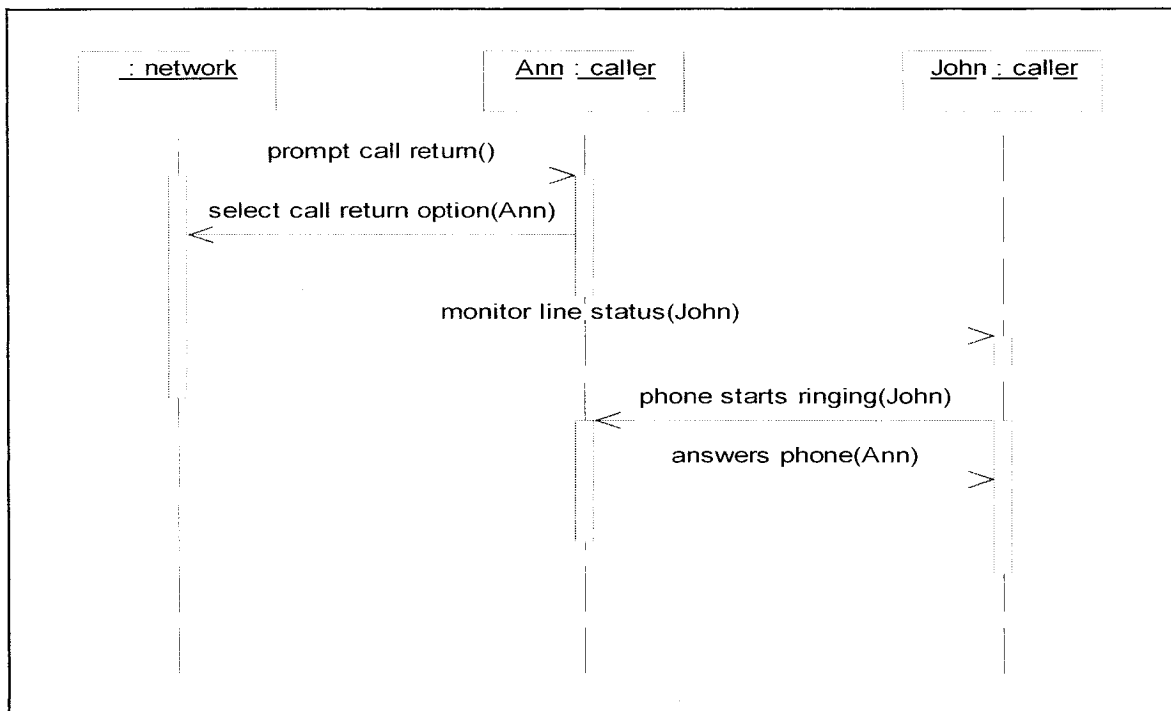 : network
Ann : caller
John : caller
prompt call return()
select call return option(Ann)
monitor line status(John)
phone starts ringing(John)
answers phone(Ann)